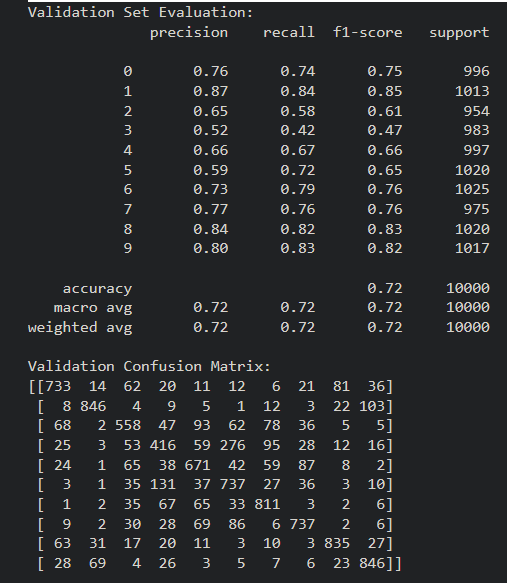 Validation Set Evaluation:
              precision    recall  f1-score   support

           0       0.76      0.74      0.75       996
           1       0.87      0.84      0.85      1013
           2       0.65      0.58      0.61       954
           3       0.52      0.42      0.47       983
           4       0.66      0.67      0.66       997
           5       0.59      0.72      0.65      1020
           6       0.73      0.79      0.76      1025
           7       0.77      0.76      0.76       975
           8       0.84      0.82      0.83      1020
           9       0.80      0.83      0.82      1017

    accuracy                           0.72     10000
   macro avg       0.72      0.72      0.72     10000
weighted avg       0.72      0.72      0.72     10000

Validation Confusion Matrix:
[[733  14  62  20  11  12   6  21  81  36]
 [  8 846   4   9   5   1  12   3  22 103]
 [ 68   2 558  47  93  62  78  36   5   5]
 [ 25   3  53 416  59 276  95  28  12  16]
 [ 24   1  65  38 671  42  59  87   8   2]
 [  3   1  35 131  37 737  27  36   3  10]
 [  1   2  35  67  65  33 811   3   2   6]
 [  9   2  30  28  69  86   6 737   2   6]
 [ 63  31  17  20  11   3  10   3 835  27]
 [ 28  69   4  26   3   5   7   6  23 846]]